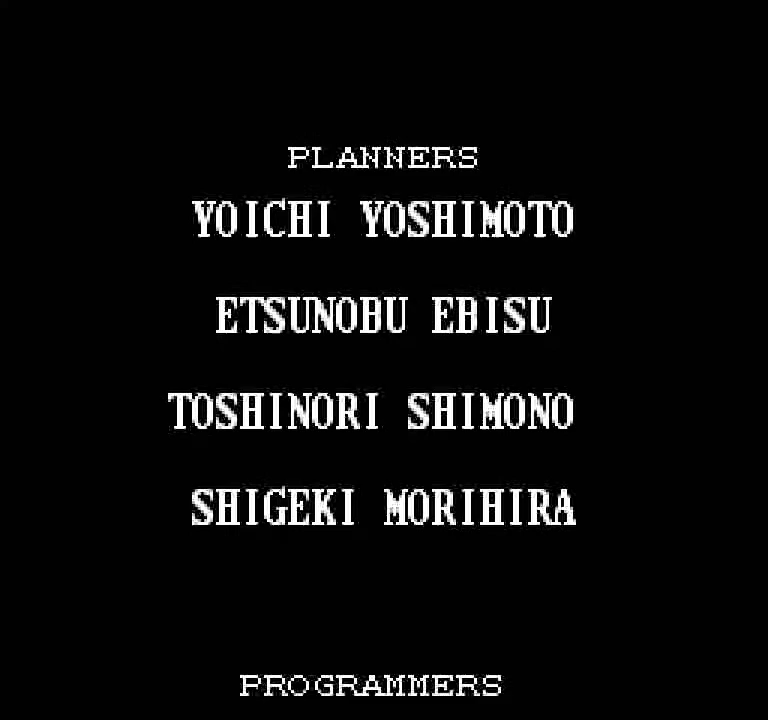 PLANNERS
YOICHI YOSHIMOTO
ETSUNOBU EBISU
TOSHINORI SHIMONO
SHIGEKI MORIHIRA
PROGRAMMERS